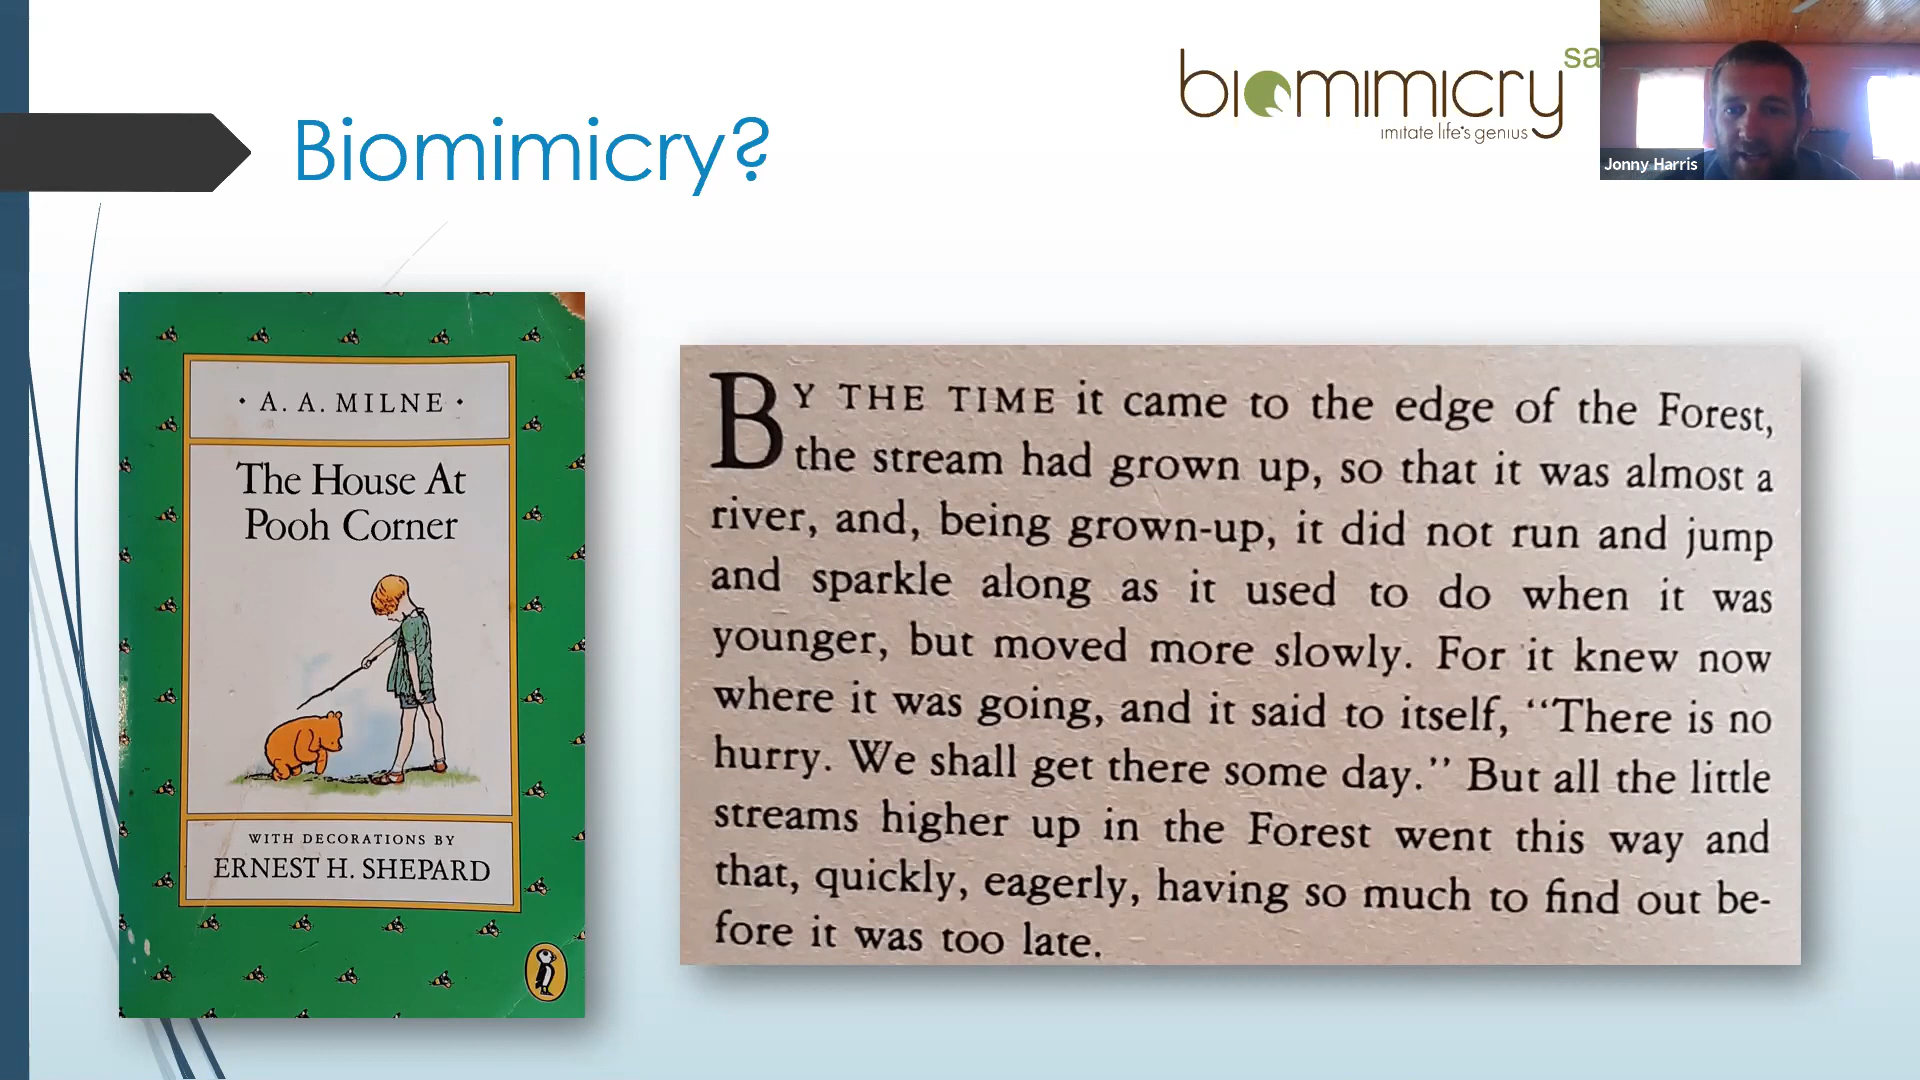 Biomimicry?
biomimicry sa
imitate life's genius
Jonny Harris
· A. A. MILNE ·
The House At
Pooh Corner
WITH DECORATIONS BY
ERNEST H. SHEPARD
BY THE TIME it came to the edge of the Forest,
the stream had grown up, so that it was almost a
river, and, being grown-up, it did not run and jump
and sparkle along as it used to do when it was
younger, but moved more slowly. For it knew now
where it was going, and it said to itself, “There is no
hurry. We shall get there some day.” But all the little
streams higher up in the Forest went this way and
that, quickly, eagerly, having so much to find out be-
fore it was too late.